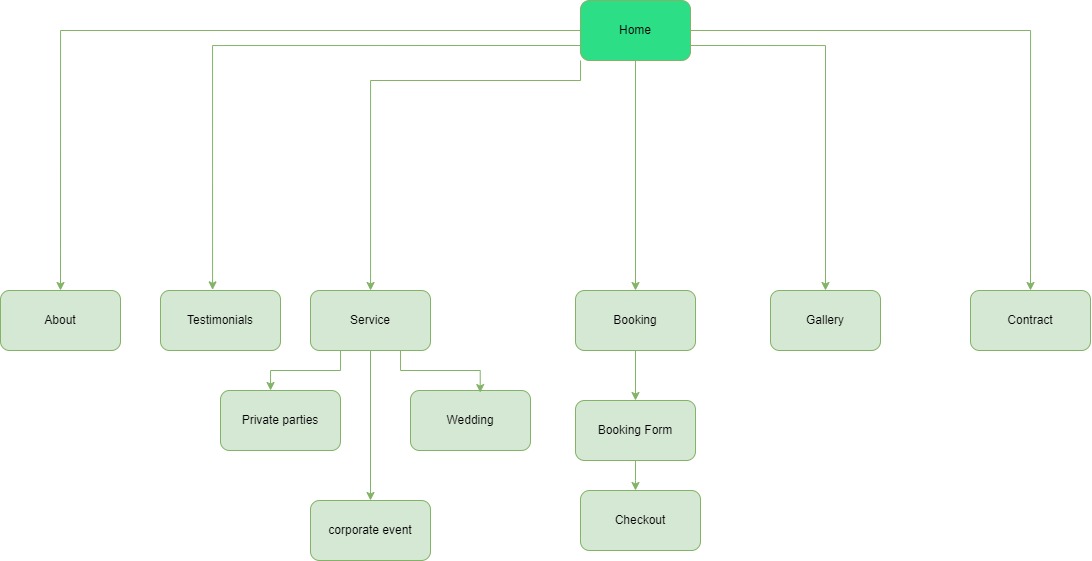 Home
About
Testimonials
Service
Booking
Gallery
Contract
Private parties
Wedding
Booking Form
corporate event
Checkout